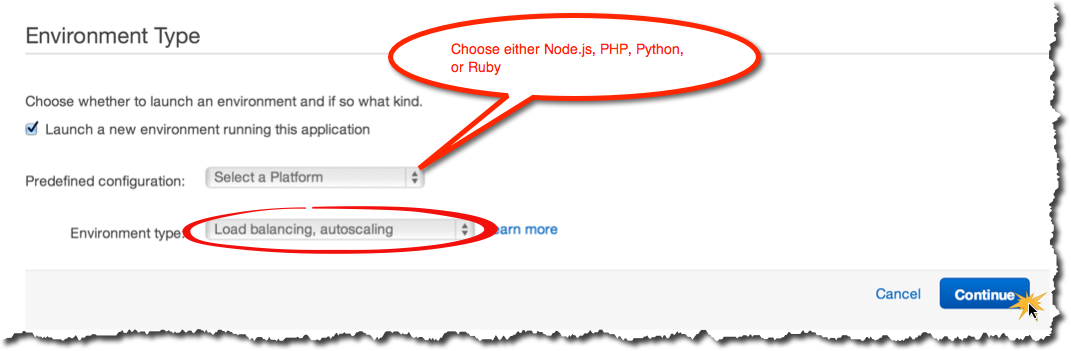 Environment Type
Choose either Node.js, PHP, Python,
or Ruby
Choose whether to launch an environment and if so what kind.
Launch a new environment running this application
Predefined configuration: Select a Platform
Environment type: Load balancing, autoscaling earn more
Cancel Continue